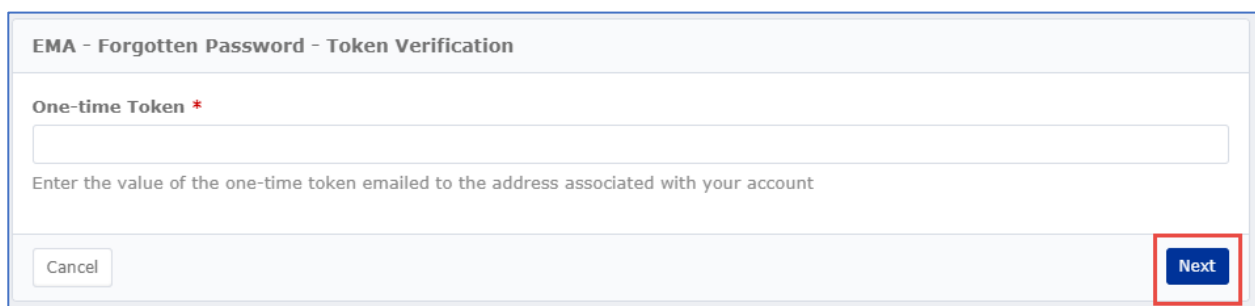 EMA - Forgotten Password - Token Verification
One-time Token *
Enter the value of the one-time token emailed to the address associated with your account
Cancel
Next